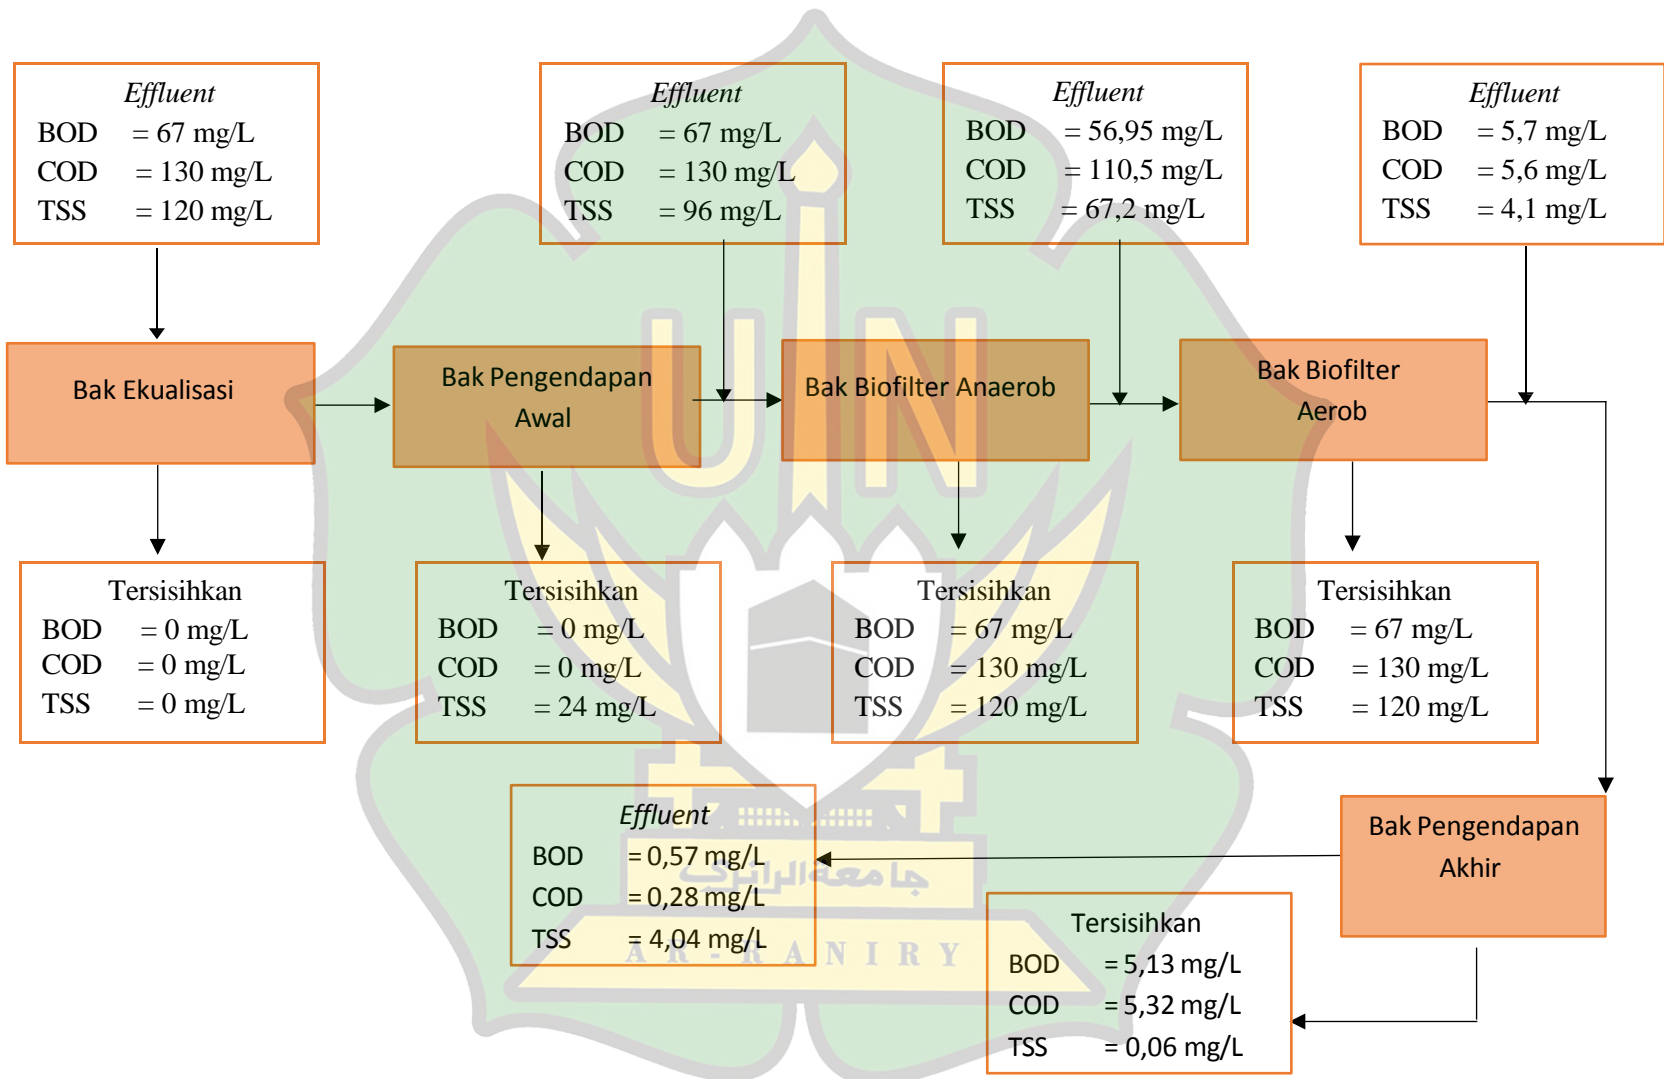 Effluent
BOD = 67 mg/L
COD = 130 mg/L
TSS = 120 mg/L
Effluent
BOD = 67 mg/L
COD = 130 mg/L
TSS = 96 mg/L
Effluent
BOD = 56,95 mg/L
COD = 110,5 mg/L
TSS = 67,2 mg/L
Effluent
BOD = 5,7 mg/L
COD = 5,6 mg/L
TSS = 4,1 mg/L
UIN
Bak Ekualisasi
Bak Pengendapan
Awal
Bak Biofilter Anaerob
Bak Biofilter
Aerob
Tersisihkan
BOD = 0 mg/L
COD = 0 mg/L
TSS = 0 mg/L
Tersisihkan
BOD = 0 mg/L
COD = 0 mg/L
TSS = 24 mg/L
Tersisihkan
BOD = 67 mg/L
COD = 130 mg/L
TSS = 120 mg/L
Tersisihkan
BOD = 67 mg/L
COD = 130 mg/L
TSS = 120 mg/L
Effluent
BOD = 0,57 mg/L
COD = 0,28 mg/L
TSS = 4,04 mg/L
جامعة الرانري
AR-RANIRY
Bak Pengendapan
Akhir
Tersisihkan
BOD = 5,13 mg/L
COD = 5,32 mg/L
TSS = 0,06 mg/L